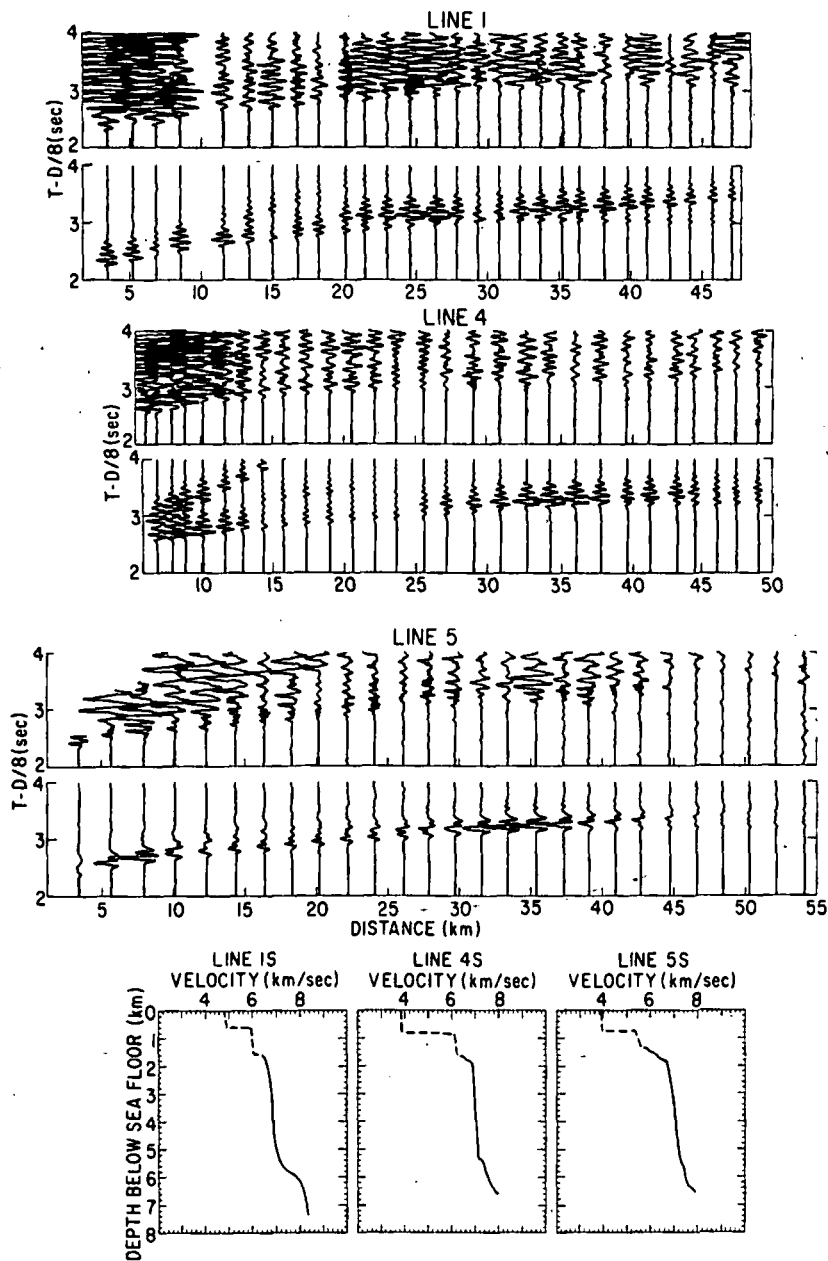 LINE 1
4
3
2
T-D/8(sec)
4
3
2
5 10 15 20 25 30 35 40 45
LINE 4
4
3
2
T-D/8(sec)
4
3
2
10 15 20 25 30 35 40 45 50
LINE 5
4
3
2
T-D/8(sec)
4
3
2
5 10 15 20 25 30 35 40 45 50 55
DISTANCE (km)
LINE 1S LINE 4S LINE 5S
VELOCITY (km/sec) VELOCITY (km/sec) VELOCITY (km/sec)
4 6 8 4 6 8 4 6 8
DEPTH BELOW SEA FLOOR (km)
0
1
2
3
4
5
6
7
8